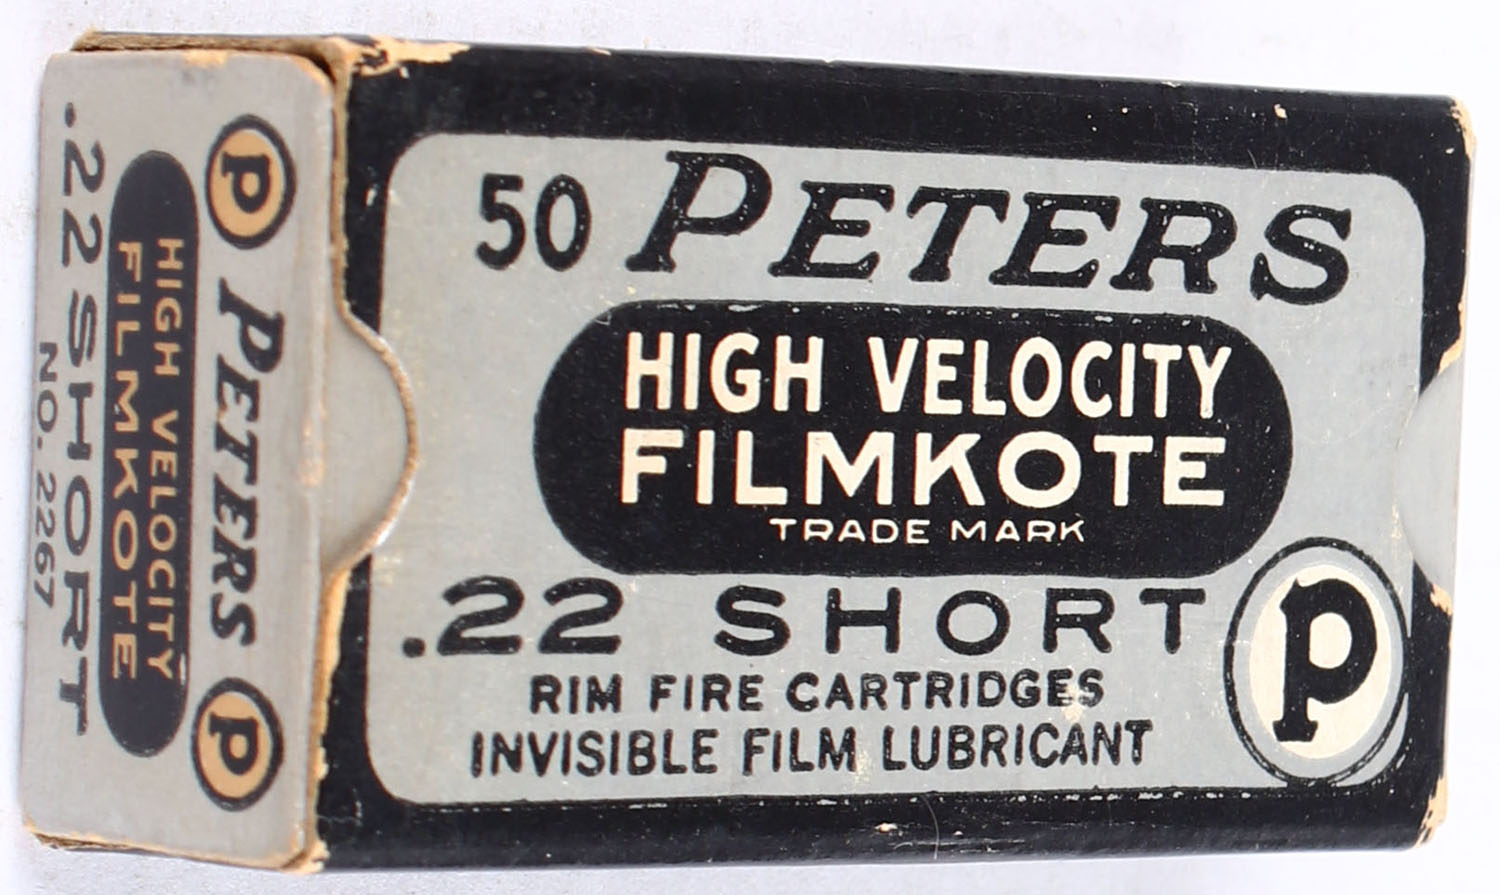 50 PETERS
HIGH VELOCITY
FILMKOTE
TRADE MARK
.22 SHORT
RIM FIRE CARTRIDGES
INVISIBLE FILM LUBRICANT
P
P PETERS P
HIGH VELOCITY
FILMKOTE
.22 SHORT
NO. 2267